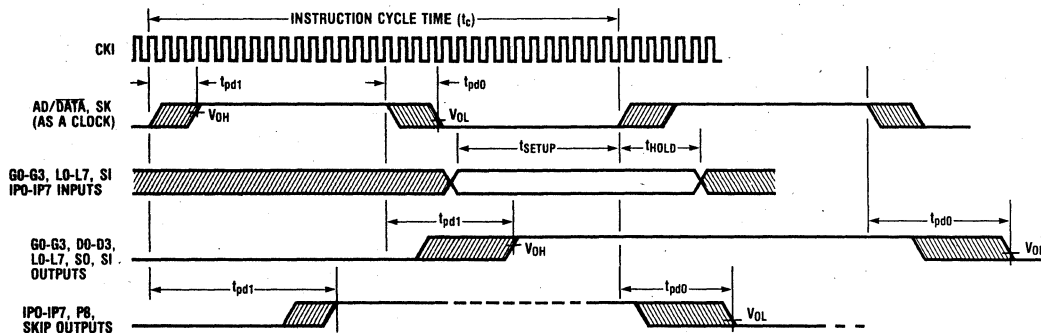 INSTRUCTION CYCLE TIME (tc)
CKI
tpd1
tpd0
AD/DATA, SK
(AS A CLOCK)
VOH
VOL
tSETUP
tHOLD
G0-G3, L0-L7, SI
IP0-IP7 INPUTS
tpd1
tpd0
G0-G3, D0-D3,
L0-L7, SO, SI
OUTPUTS
VOH
VOL
tpd1
tpd0
IP0-IP7, P8,
SKIP OUTPUTS
VOL